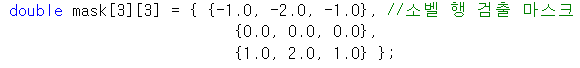 double mask[3][3] = { {-1.0, -2.0, -1.0}, //소벨 행 검출 마스크
{0.0, 0.0, 0.0},
{1.0, 2.0, 1.0} };